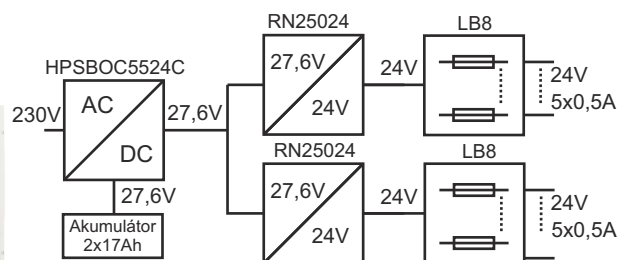 RN25024
LB8
HPSBOC5524C
27,6V
24V
24V
24V
5x0,5A
230V
AC
DC
27,6V
27,6V
Akumulátor
2x17Ah
RN25024
LB8
27,6V
24V
24V
24V
5x0,5A